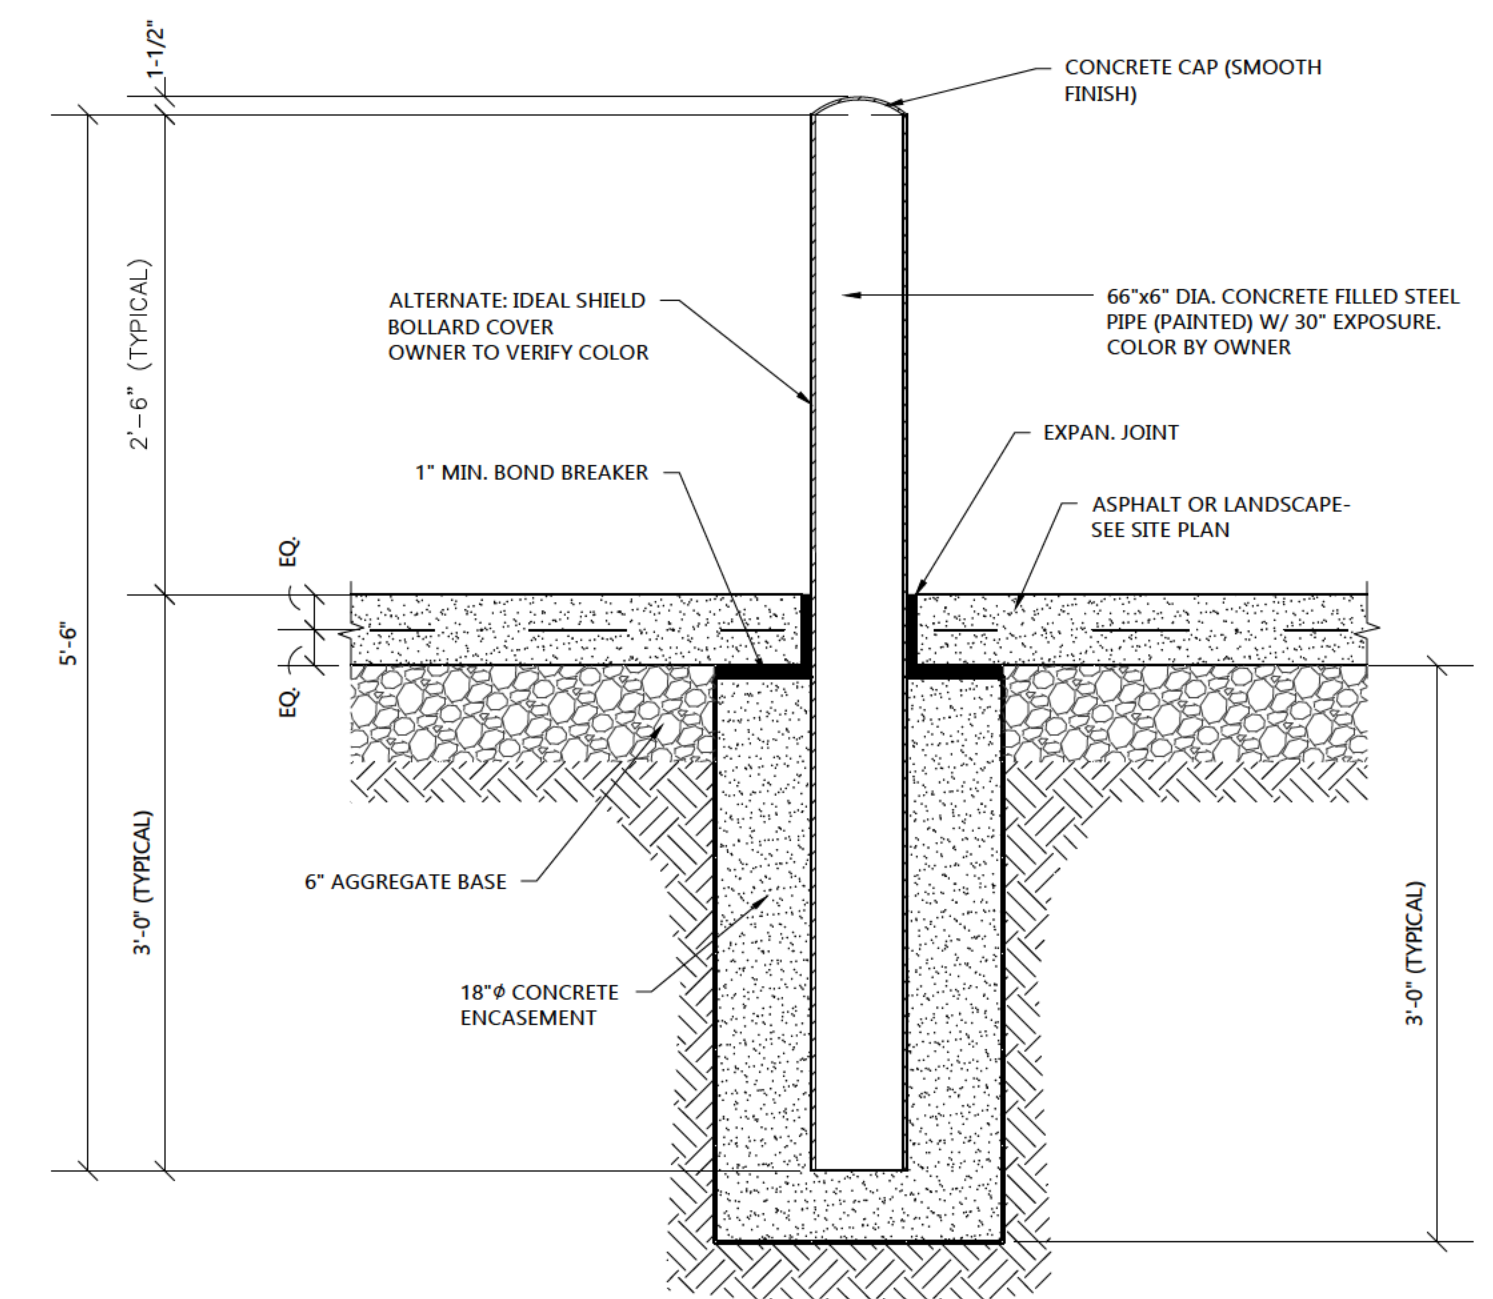 1-1/2"
CONCRETE CAP (SMOOTH
FINISH)
2'-6" (TYPICAL)
ALTERNATE: IDEAL SHIELD
BOLLARD COVER
OWNER TO VERIFY COLOR
66"x6" DIA. CONCRETE FILLED STEEL
PIPE (PAINTED) W/ 30" EXPOSURE.
COLOR BY OWNER
EXPAN. JOINT
1" MIN. BOND BREAKER
ASPHALT OR LANDSCAPE-
SEE SITE PLAN
EQ.
5'-6"
EQ.
3'-0" (TYPICAL)
6" AGGREGATE BASE
3'-0" (TYPICAL)
18"ϕ CONCRETE
ENCASEMENT